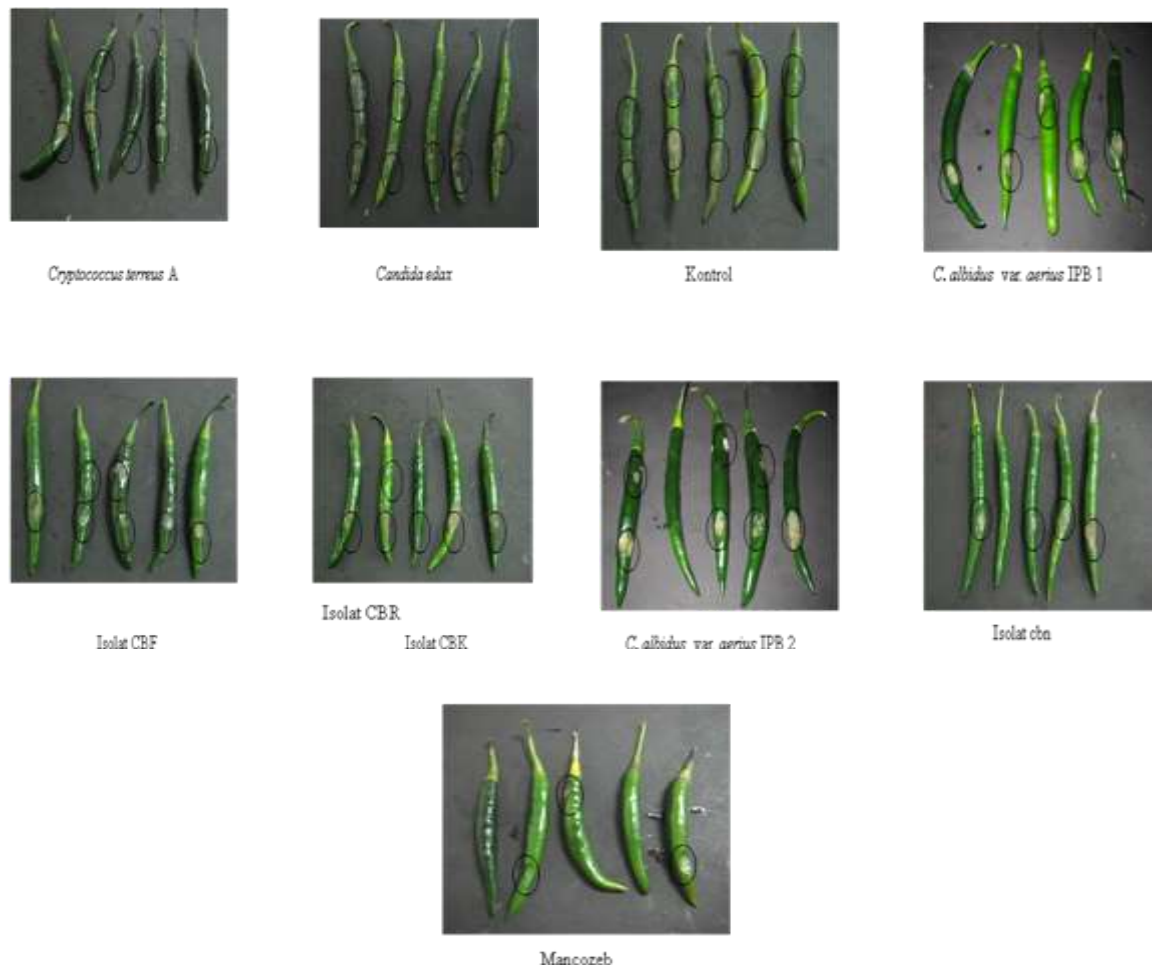 Cryptococcus terreus A
Candida edax
Kontrol
C. albidus var. aerius IPB 1
Isolat CBF
Isolat CBR
Isolat CBK
C. albidus var. aerius IPB 2
Isolat cbn
Mancozeb